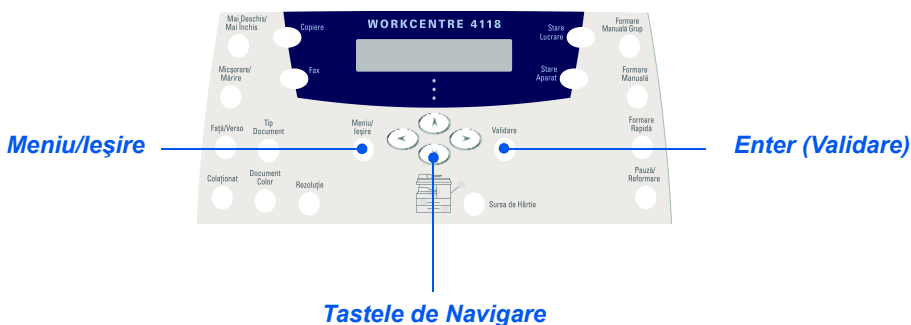 Mai Deschis/
Mai Închis
Copiere
WORKCENTRE 4118
Stare
Lucrare
Formare
Manuala Grup
Micşorare/
Mărire
Fax
Stare
Aparat
Formare
Manuală
Faţă/Verso
Tip
Document
Meniu/
Ieşire
Validare
Formare
Rapidă
Meniu/Ieşire
Enter (Validare)
Colaţionat
Document
Color
Rezoluţie
Sursa de Hârtie
Pauză/
Reformare
Tastele de Navigare